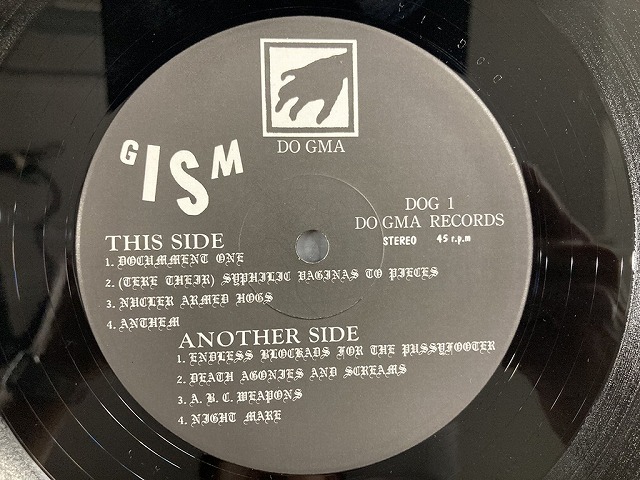 DO GMA
GISM
DOG 1
DO GMA RECORDS
STEREO 45 r.p.m
THIS SIDE
1. DOCUMMENT ONE
2. (TERE THEIR) SYPHILIC VAGINAS TO PIECES
3. NUCLER ARMED HOGS
4. ANTHEM
ANOTHER SIDE
1. ENDLESS BLOCKADS FOR THE PUSSYFOOTER
2. DEATH AGONIES AND SCREAMS
3. A. B. C. WEAPONS
4. NIGHT MARE